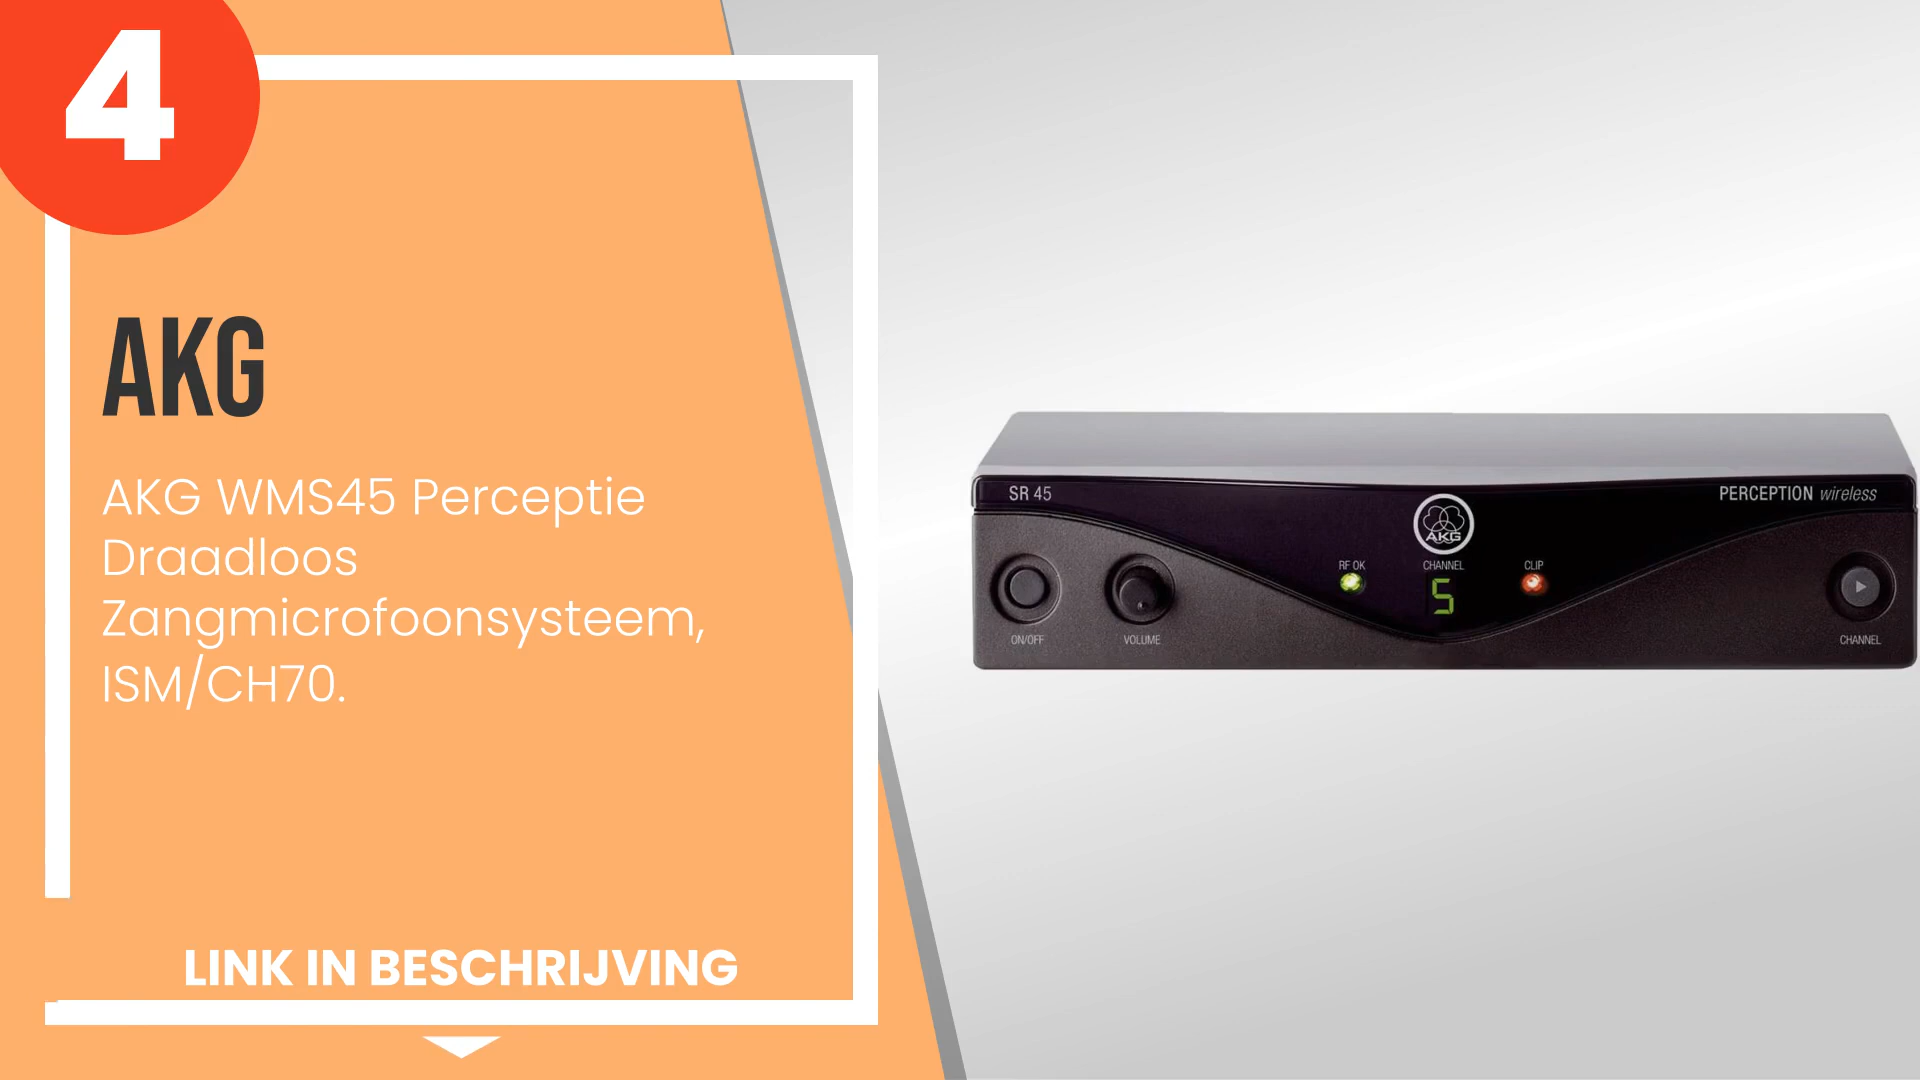 4
AKG
AKG WMS45 Perceptie
Draadloos
Zangmicrofoonsysteem,
ISM/CH70.
LINK IN BESCHRIJVING
SR 45
PERCEPTION wireless
AKG
RF OK
CHANNEL
CLIP
5
ON/OFF
VOLUME
CHANNEL